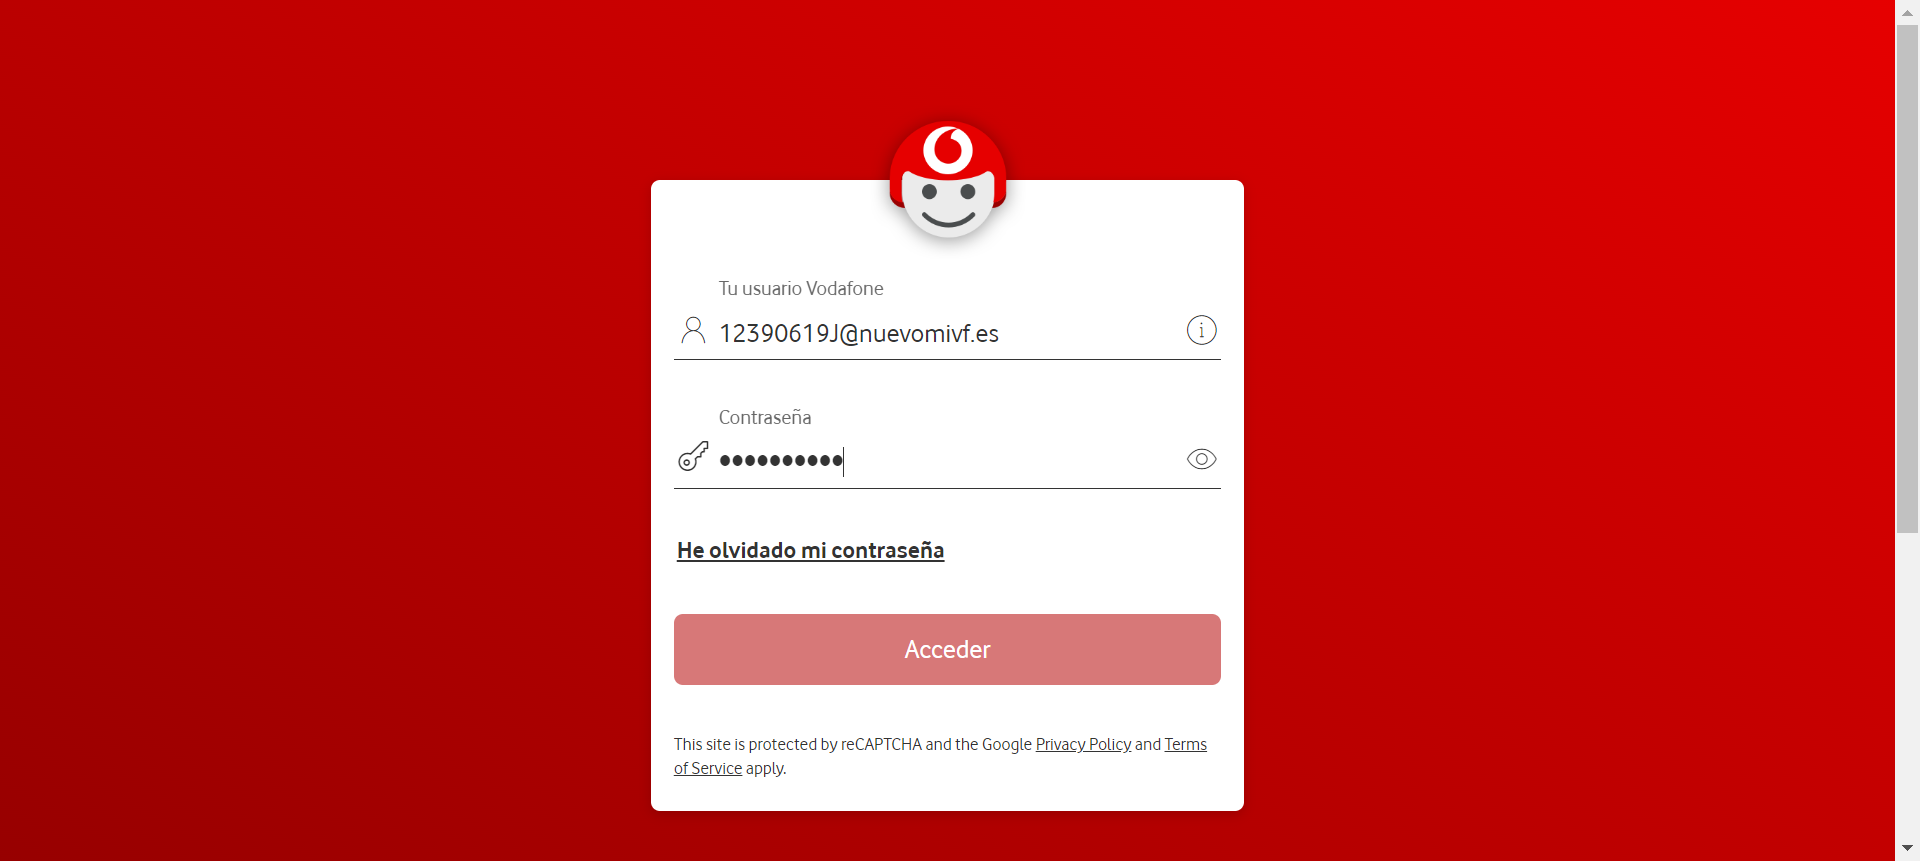 Tu usuario Vodafone
12390619J@nuevomivf.es
Contraseña
••••••••••
He olvidado mi contraseña
Acceder
This site is protected by reCAPTCHA and the Google Privacy Policy and Terms
of Service apply.